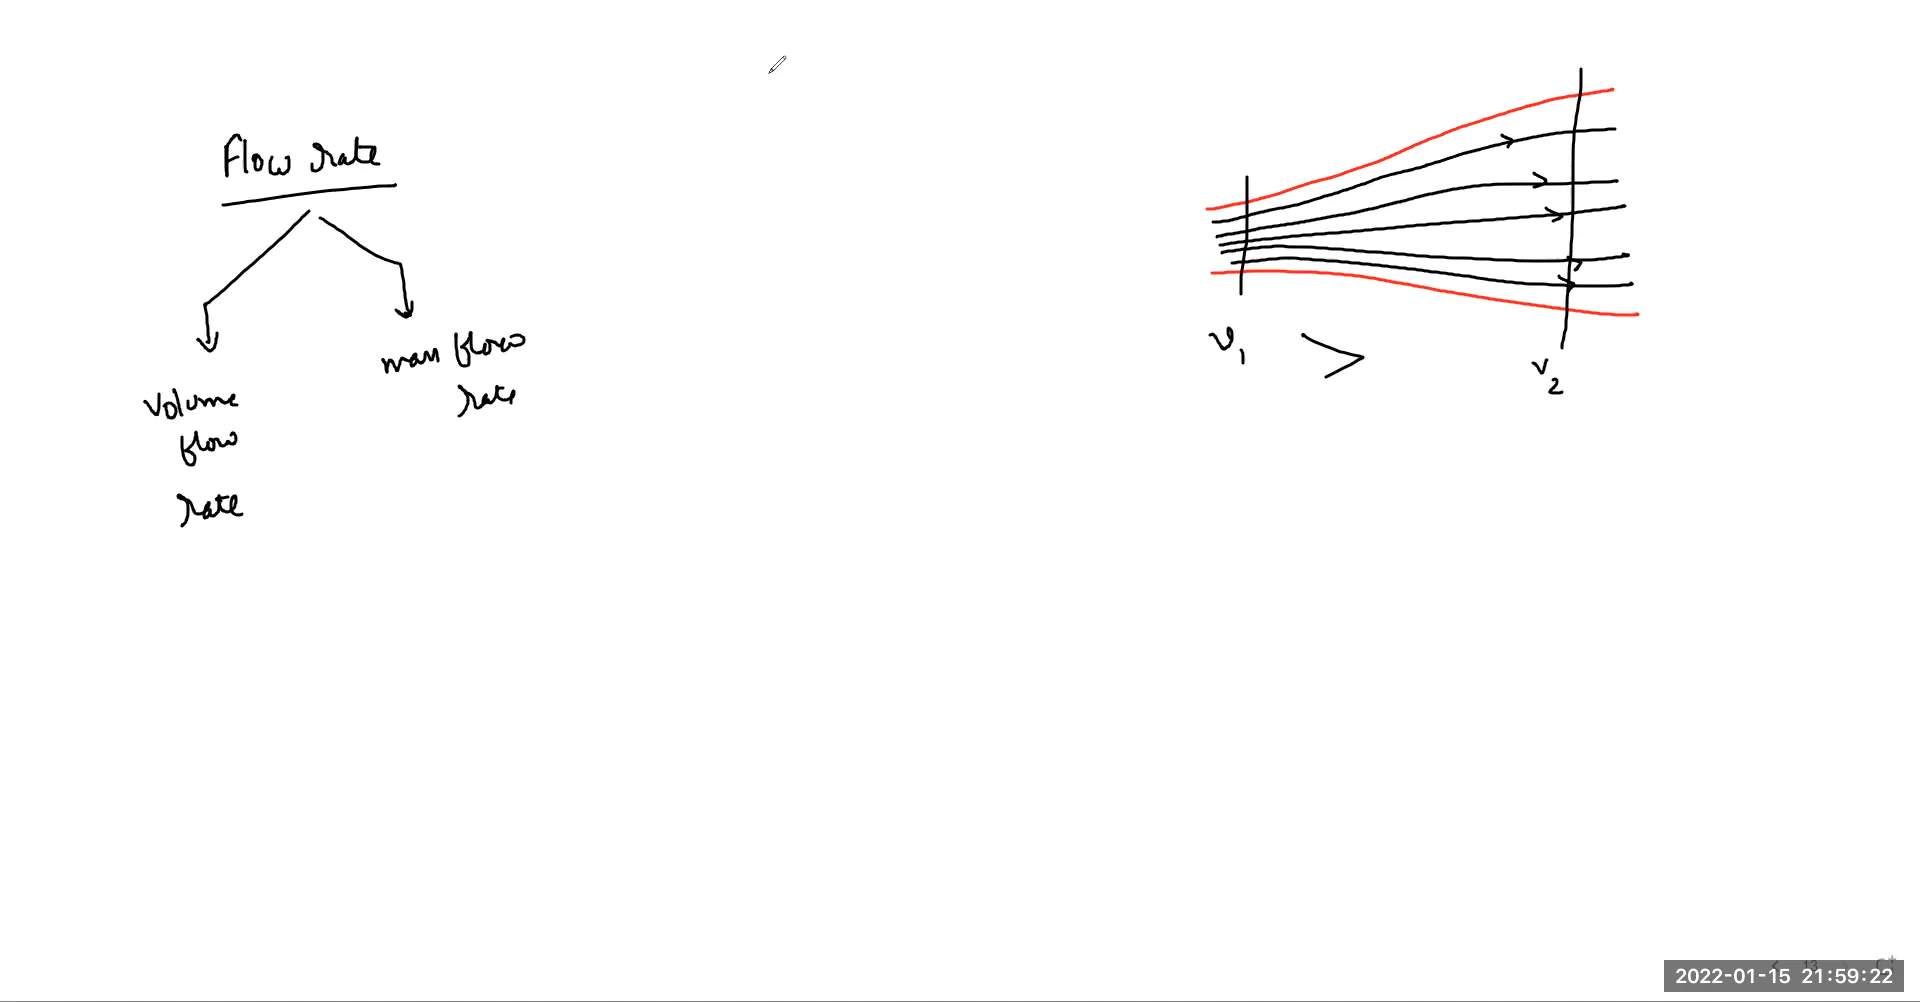 Flow rate
volume
flow
rate
mass flow
rate
v1 > v2
2022-01-15 21:59:22